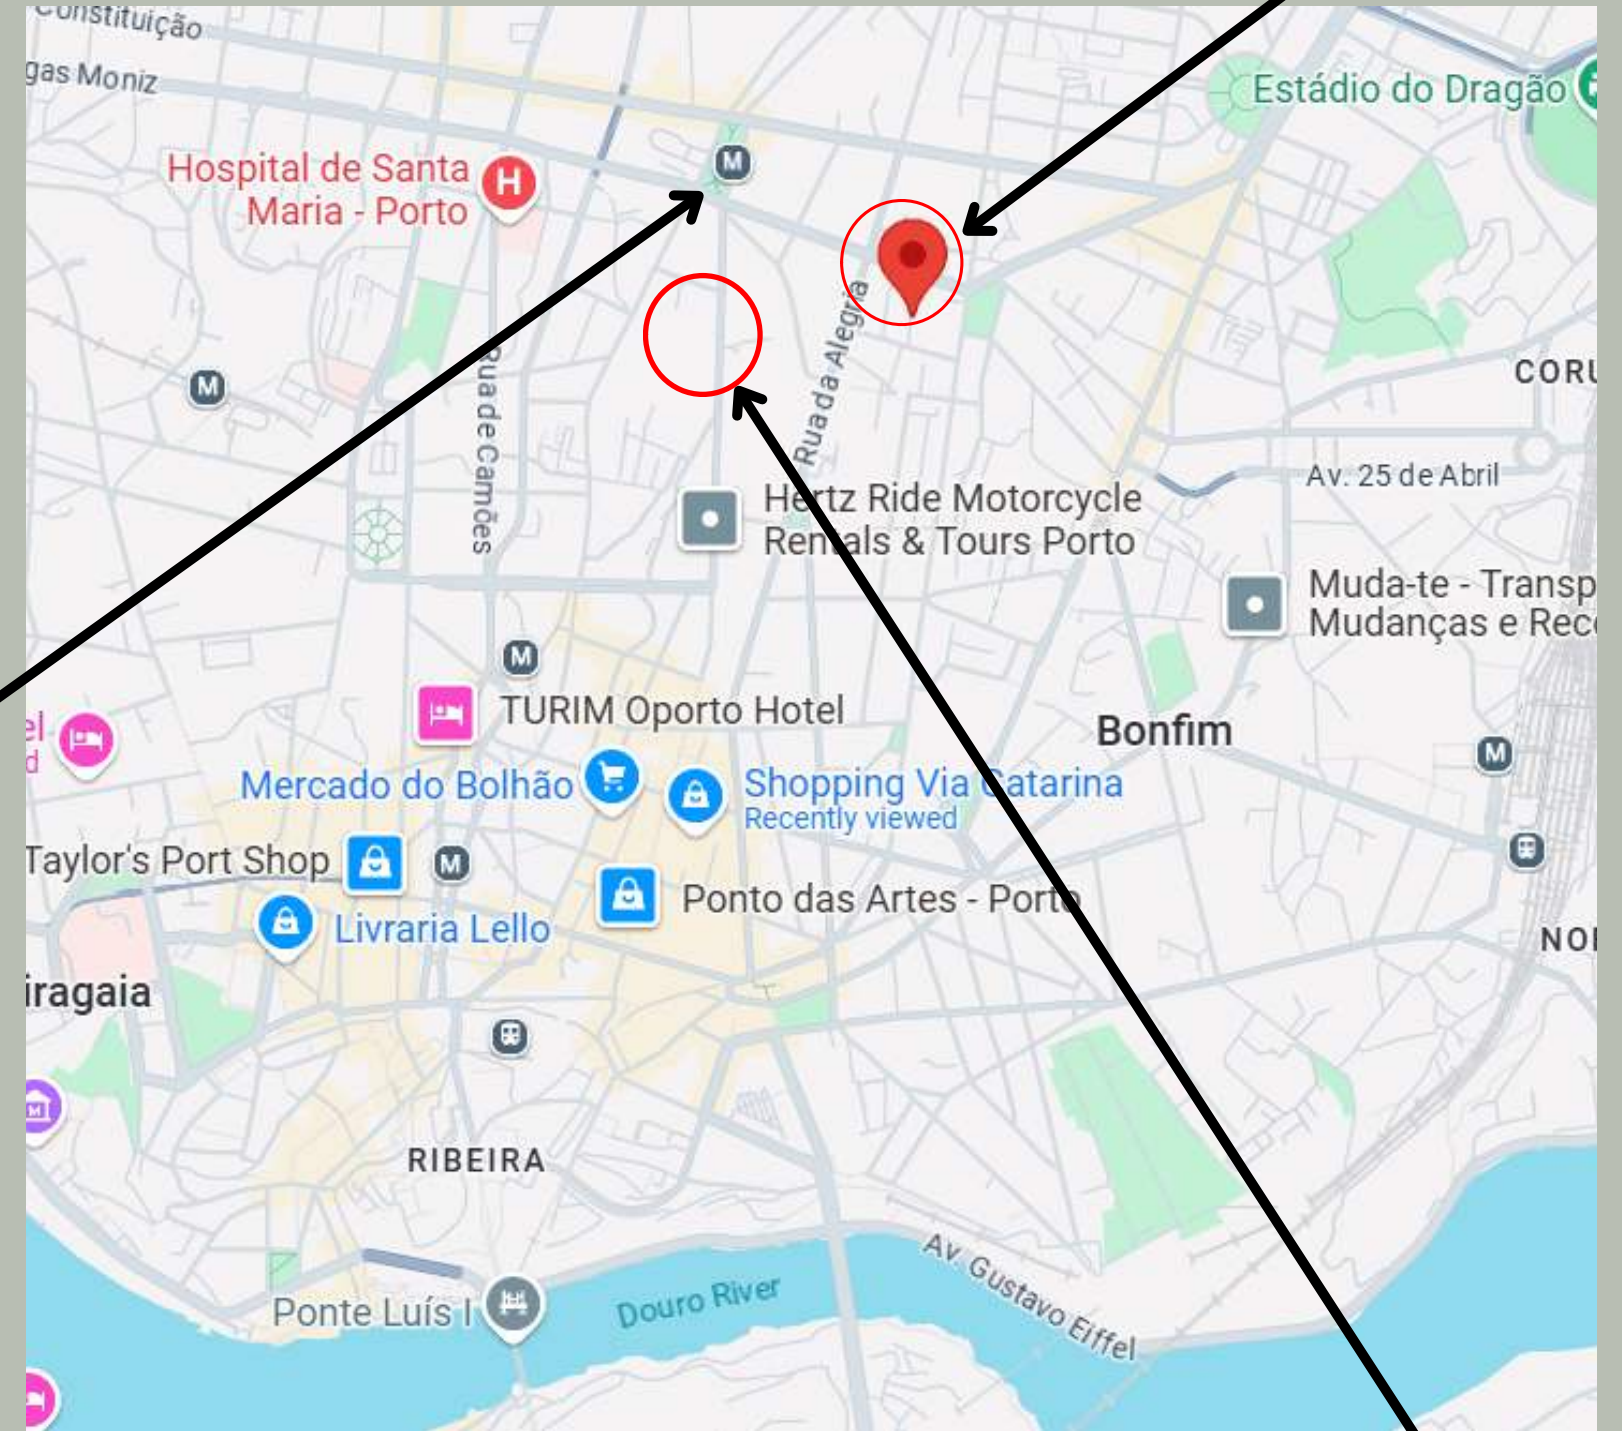 Constituição
gas Moniz
Estádio do Dragão
M
Hospital de Santa
Maria - Porto
H
Rua da Alegria
M
Rua de Camões
CORU
Av. 25 de Abril
Hertz Ride Motorcycle
Rentals & Tours Porto
Muda-te - Transp
Mudanças e Rec
M
TURIM Oporto Hotel
el
d
Bonfim
M
Mercado do Bolhão
Shopping Via Catarina
Recently viewed
Taylor's Port Shop
M
Ponto das Artes - Porto
Livraria Lello
NO
iragaia
M
RIBEIRA
Av. Gustavo Eiffel
Ponte Luís I
Douro River